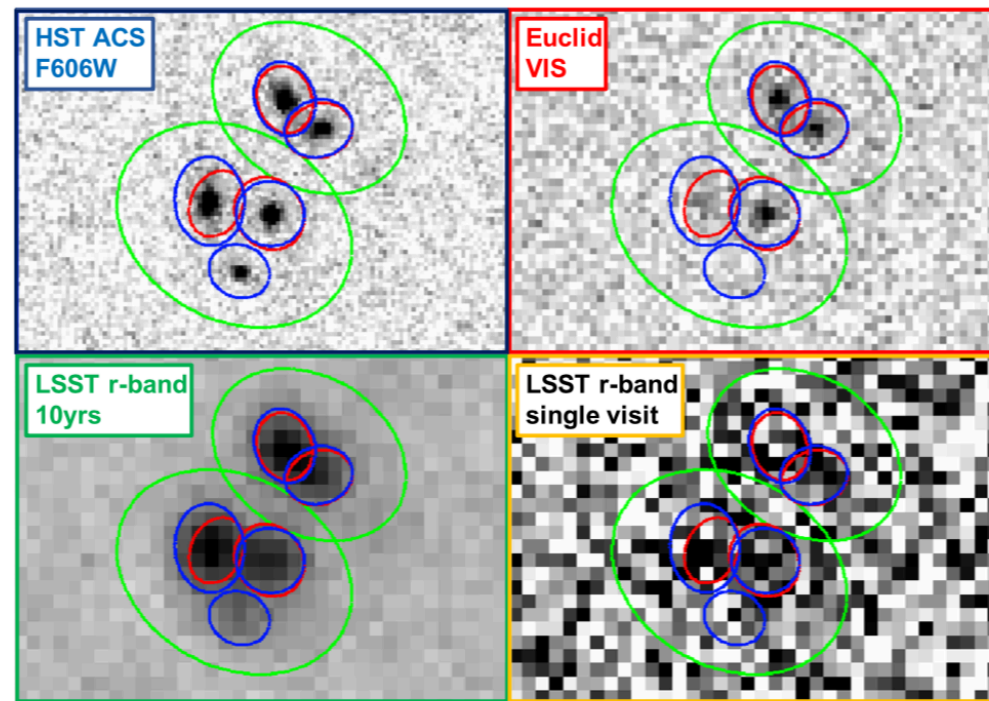 HST ACS
F606W
Euclid
VIS
LSST r-band
10yrs
LSST r-band
single visit